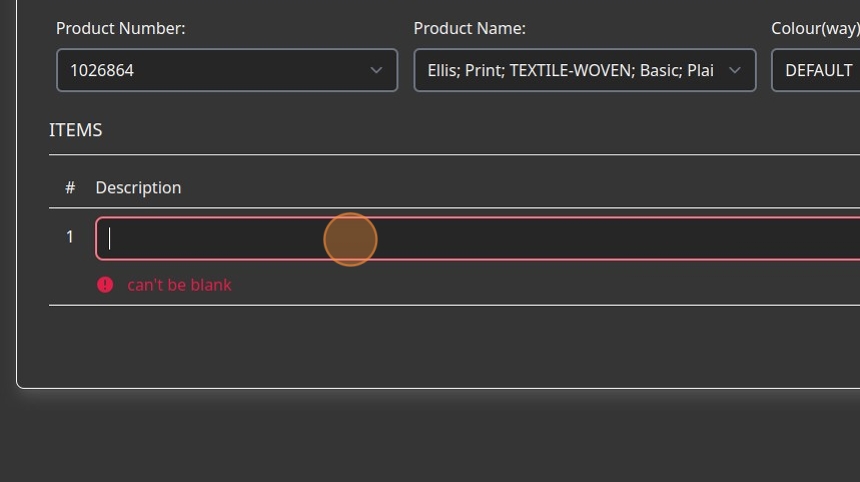 Product Number: Product Name: Colour(way)
1026864 Ellis; Print; TEXTILE-WOVEN; Basic; Plai DEFAULT
ITEMS
# Description
1
can't be blank